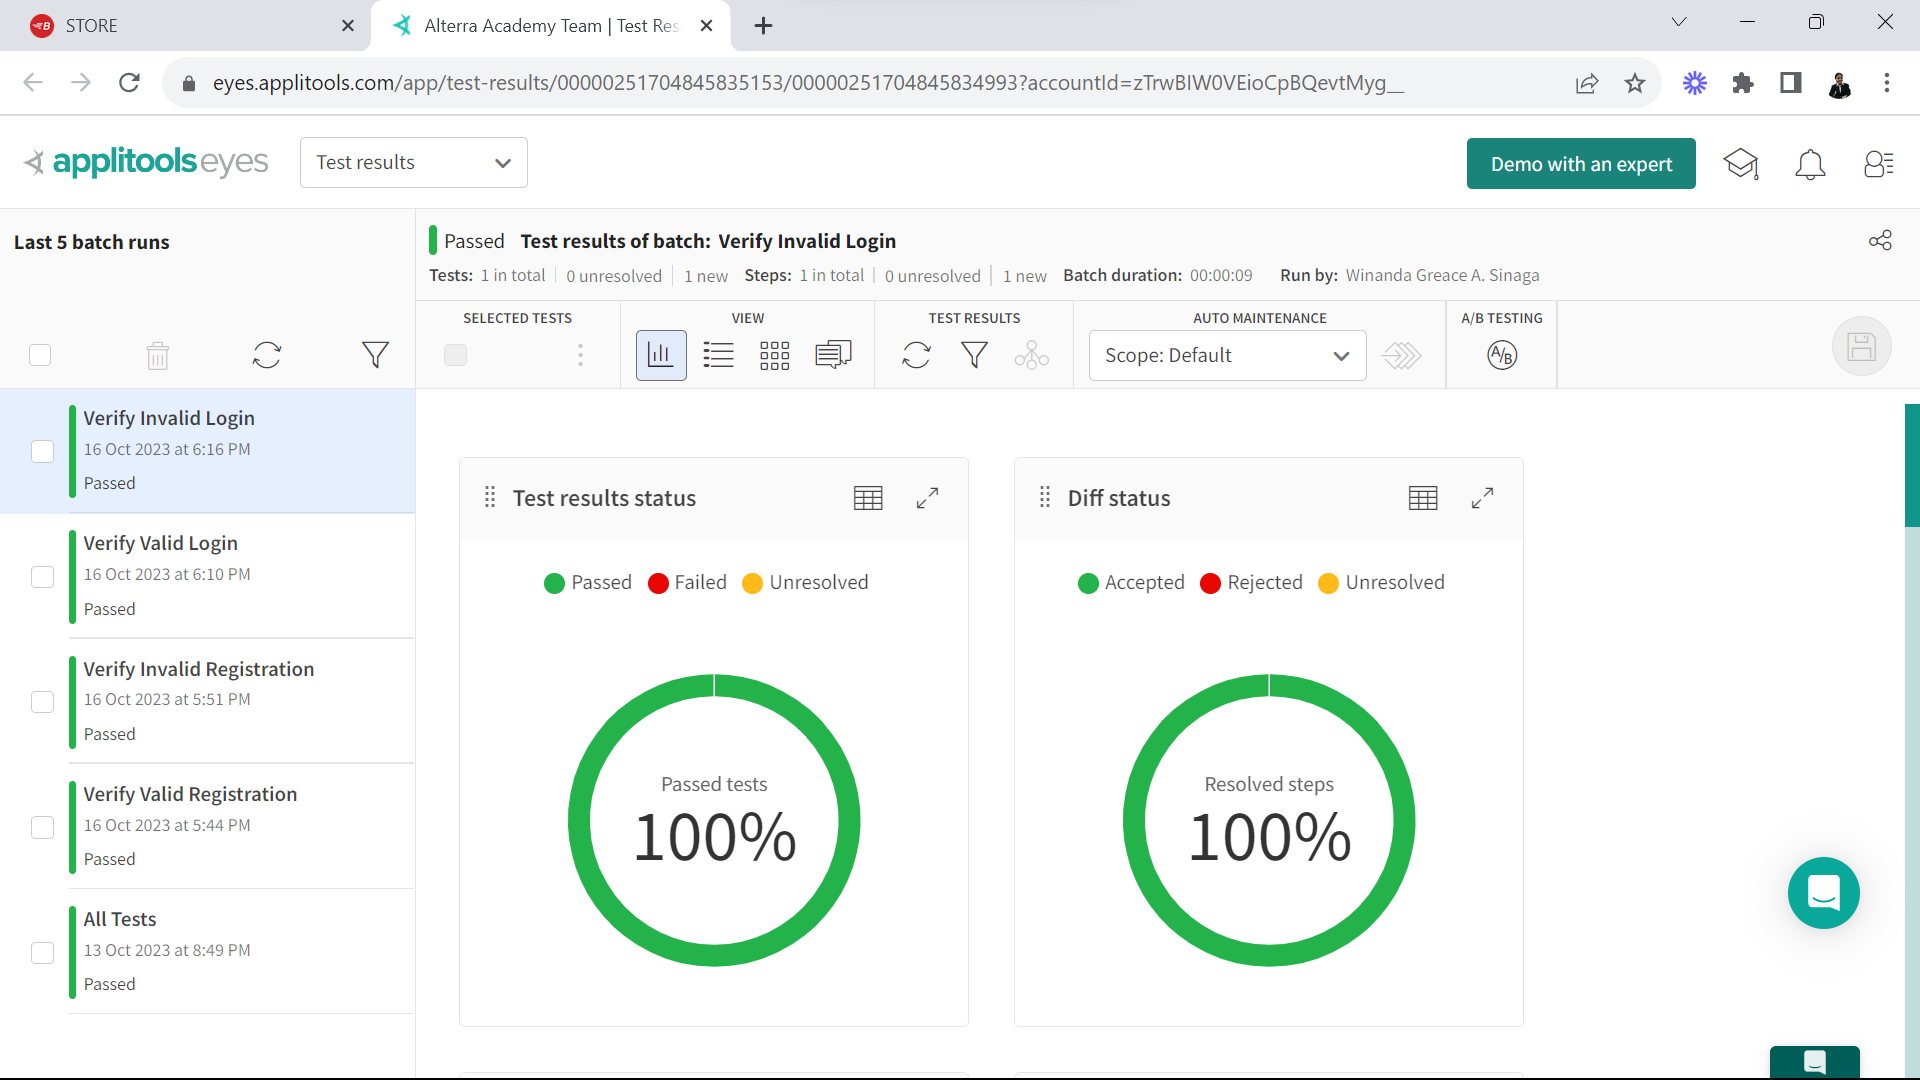 STORE
Alterra Academy Team | Test Res
eyes.applitools.com/app/test-results/00000251704845835153/00000251704845834993?accountId=zTrwBIW0VEioCpBQevtMyg__
applitools eyes
Test results
Demo with an expert
Last 5 batch runs
Passed Test results of batch: Verify Invalid Login
Tests: 1 in total 0 unresolved 1 new Steps: 1 in total 0 unresolved 1 new Batch duration: 00:00:09 Run by: Winanda Greace A. Sinaga
SELECTED TESTS
VIEW
TEST RESULTS
AUTO MAINTENANCE
A/B TESTING
Scope: Default
A/B
Verify Invalid Login
16 Oct 2023 at 6:16 PM
Passed
Verify Valid Login
16 Oct 2023 at 6:10 PM
Passed
Verify Invalid Registration
16 Oct 2023 at 5:51 PM
Passed
Verify Valid Registration
16 Oct 2023 at 5:44 PM
Passed
All Tests
13 Oct 2023 at 8:49 PM
Passed
Test results status
Passed Failed Unresolved
Passed tests
100%
Diff status
Accepted Rejected Unresolved
Resolved steps
100%